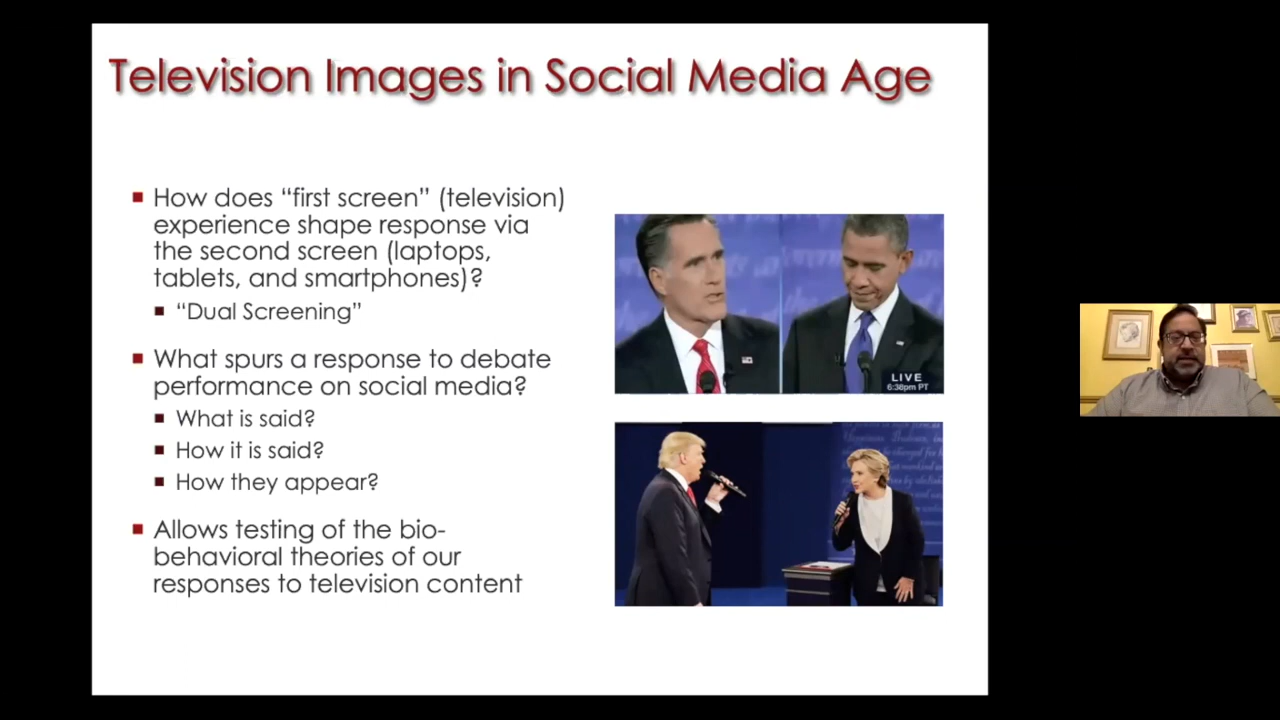 Television Images in Social Media Age
How does “first screen” (television)
experience shape response via
the second screen (laptops,
tablets, and smartphones)?
“Dual Screening”
What spurs a response to debate
performance on social media?
What is said?
How it is said?
How they appear?
Allows testing of the bio-
behavioral theories of our
responses to television content
LIVE
6:38pm PT